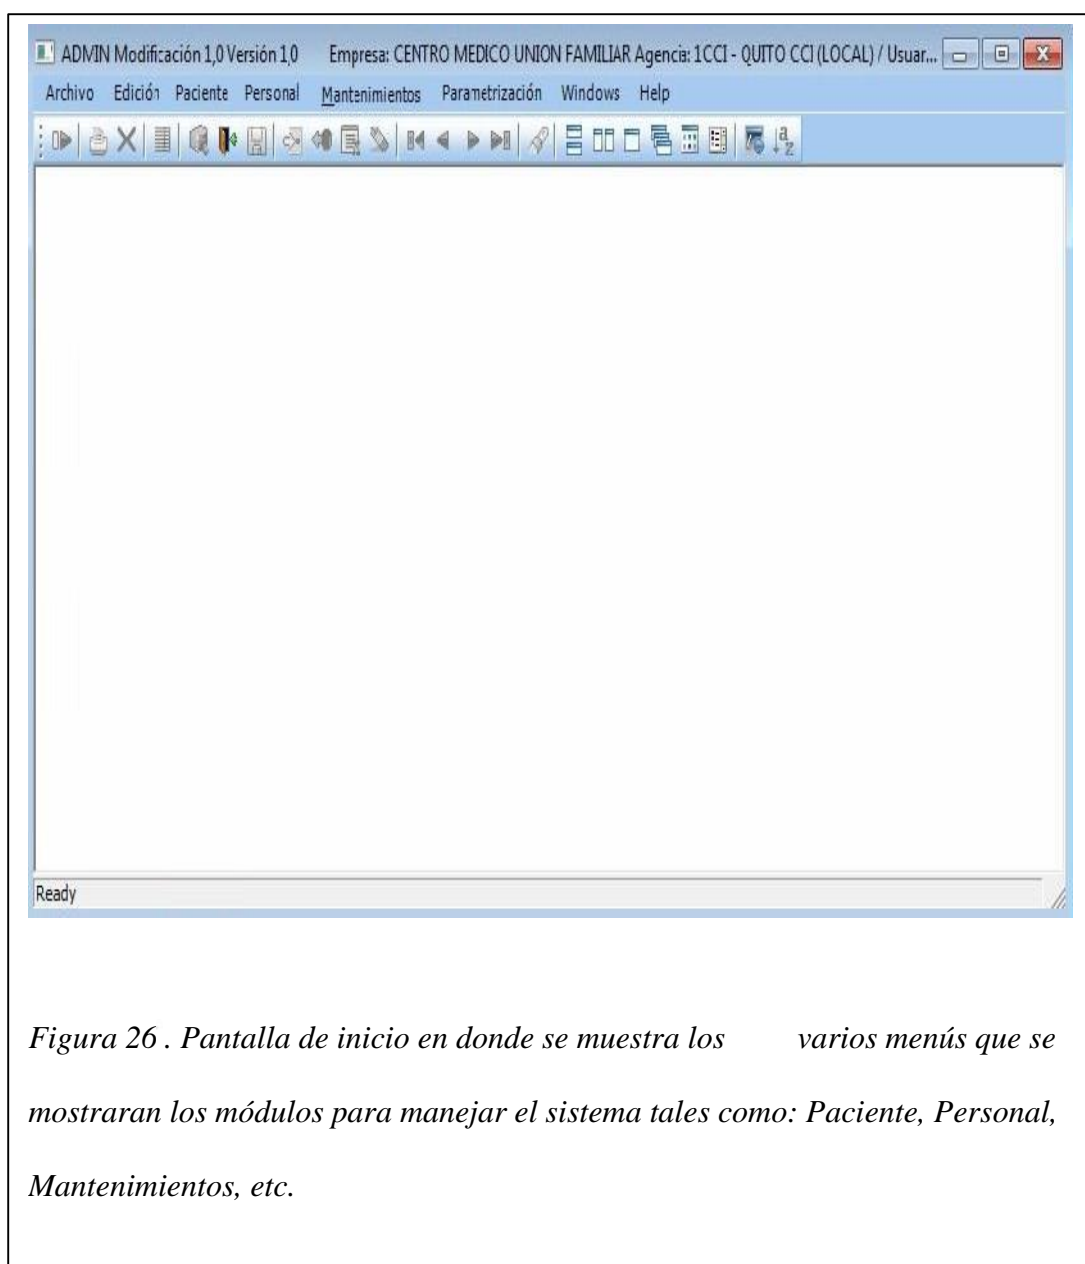 ADMIN Modificación 1,0 Versión 1,0 Empresa: CENTRO MEDICO UNION FAMILIAR Agencia: 1CCI - QUITO CCI (LOCAL) / Usuar...
Archivo Edición Paciente Personal Mantenimientos Parametrización Windows Help
Ready
Figura 26 . Pantalla de inicio en donde se muestra los varios menús que se
mostraran los módulos para manejar el sistema tales como: Paciente, Personal,
Mantenimientos, etc.